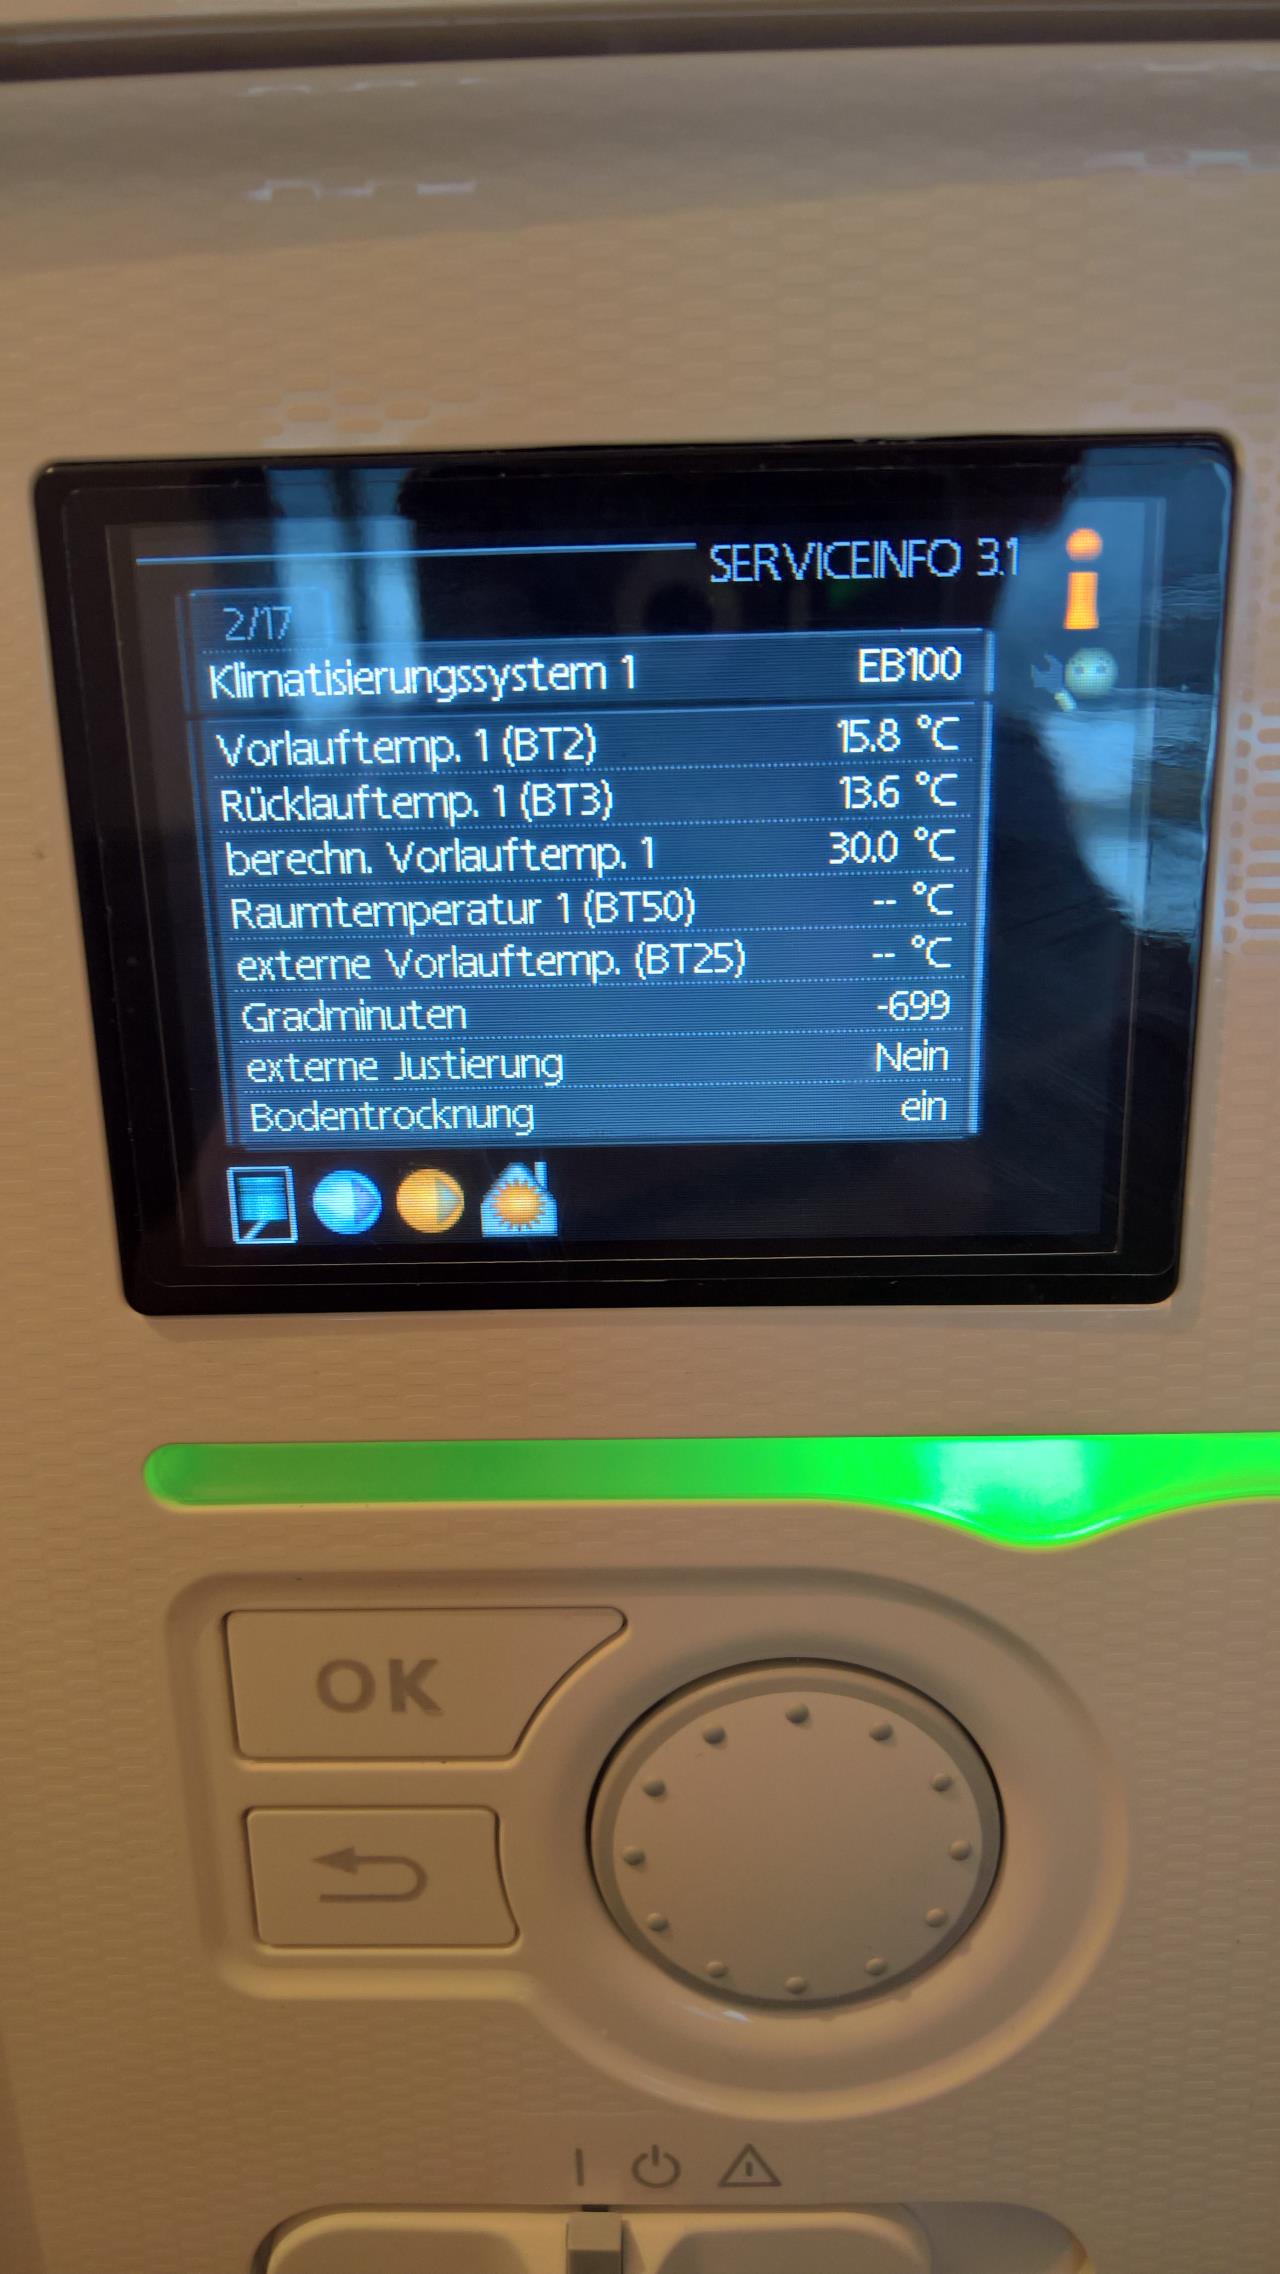 SERVICEINFO 3.1
2/17
Klimatisierungssystem 1 EB100
Vorlauftemp. 1 (BT2) 15.8 °C
Rücklauftemp. 1 (BT3) 13.6 °C
berechn. Vorlauftemp. 1 30.0 °C
Raumtemperatur 1 (BT50) -- °C
externe Vorlauftemp. (BT25) -- °C
Gradminuten -699
externe Justierung Nein
Bodentrocknung ein
OK